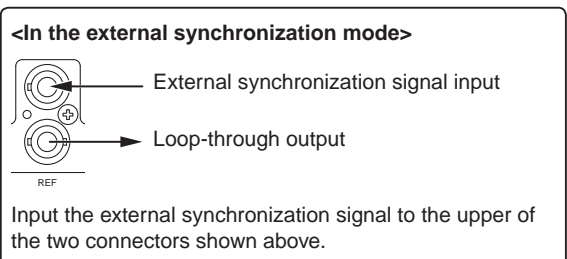 <In the external synchronization mode>
External synchronization signal input
Loop-through output
REF
Input the external synchronization signal to the upper of
the two connectors shown above.